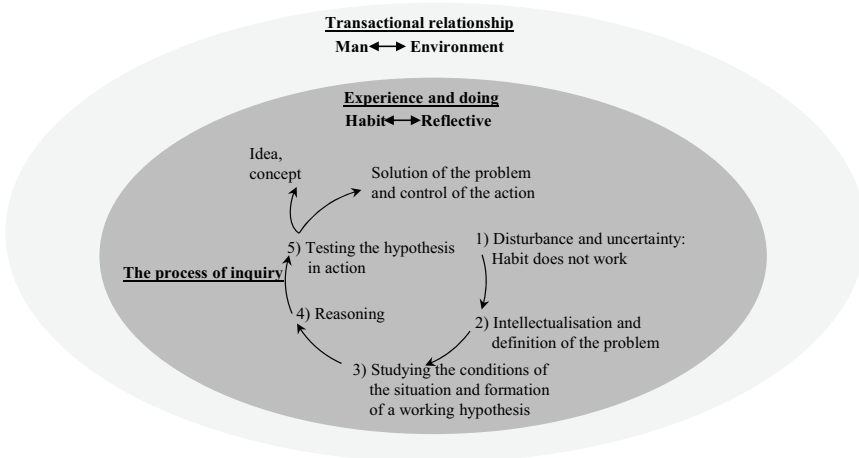 Transactional relationship
Man Environment
Experience and doing
Habit Reflective
Idea,
concept
Solution of the problem
and control of the action
1) Disturbance and uncertainty:
Habit does not work
2) Intellectualisation and
definition of the problem
3) Studying the conditions of
the situation and formation
of a working hypothesis
4) Reasoning
5) Testing the hypothesis
in action
The process of inquiry